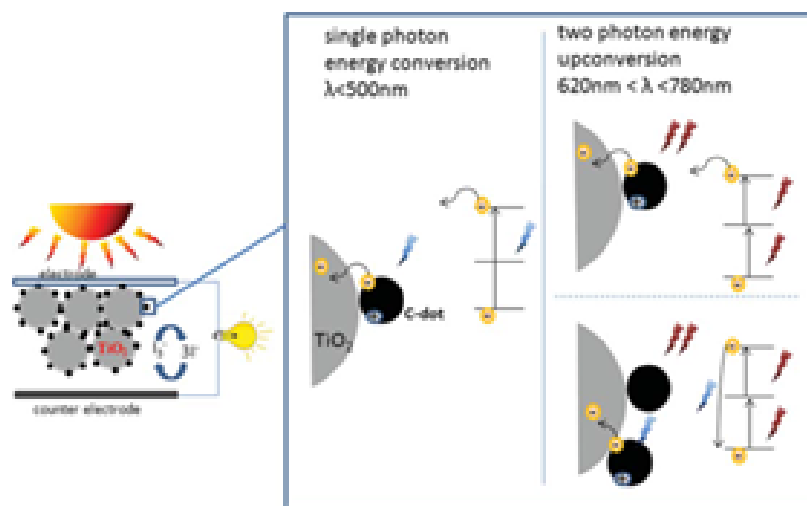 single photon
energy conversion
λ<500nm
two photon energy
upconversion
620nm < λ <780nm
electrode
TiO₂
counter electrode
C-dot
TiO₂